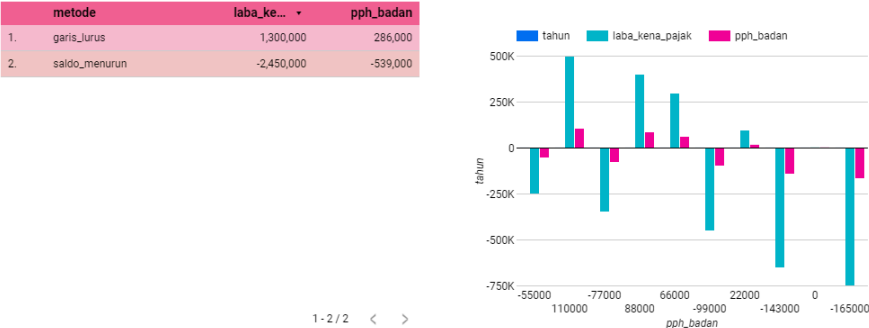 metode laba_ke... pph_badan
1. garis_lurus 1,300,000 286,000
2. saldo_menurun -2,450,000 -539,000
1 - 2 / 2
tahun laba_kena_pajak pph_badan
500K
250K
0
-250K
-500K
-750K
tahun
-55000 -77000 66000 22000 0
110000 88000 -99000 -143000 -165000
pph_badan